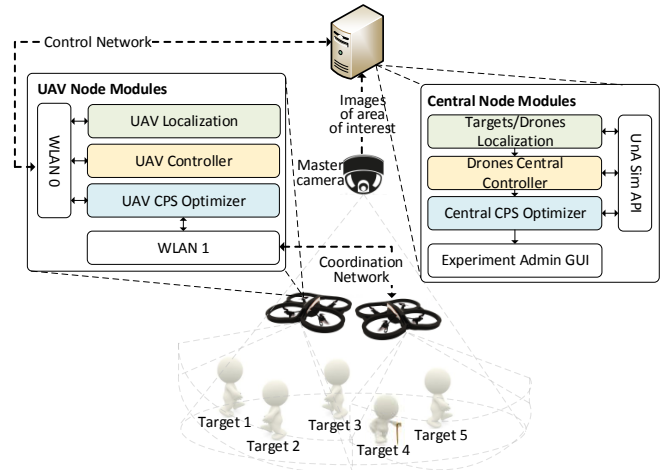 Control Network
UAV Node Modules
WLAN 0
UAV Localization
UAV Controller
UAV CPS Optimizer
WLAN 1
Images
of area
of interest
Master
camera
Central Node Modules
Targets/Drones
Localization
Drones Central
Controller
Central CPS Optimizer
Experiment Admin GUI
UnA Sim API
Coordination
Network
Target 1
Target 2
Target 3
Target 4
Target 5